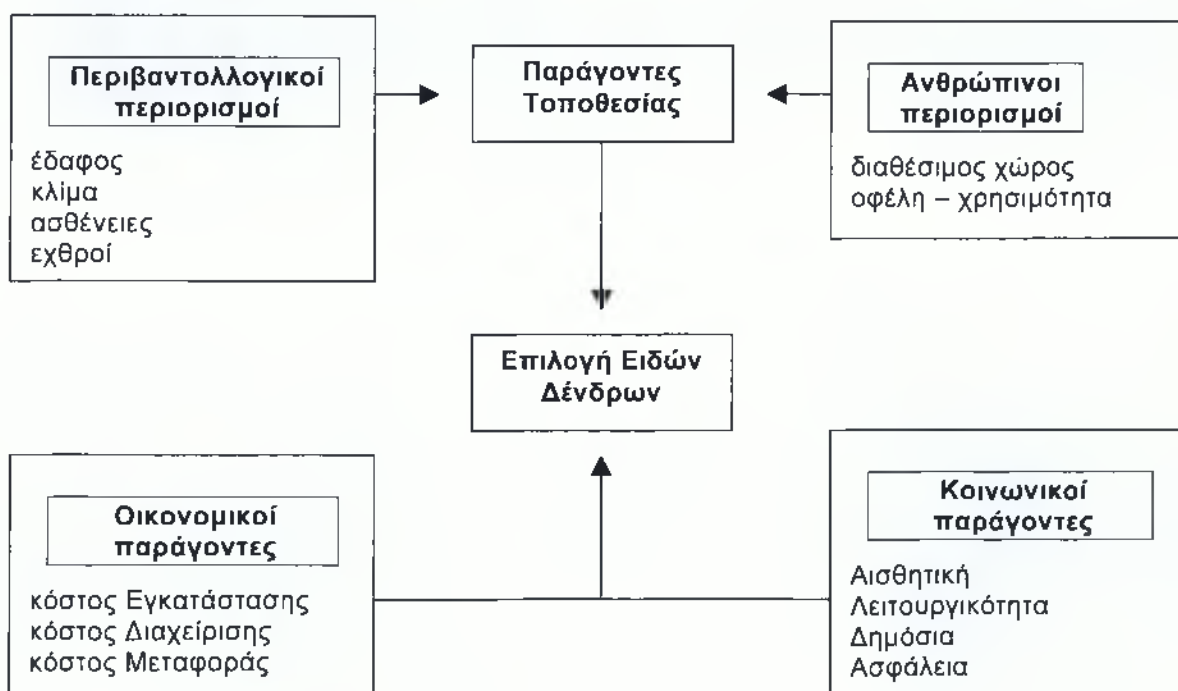 Περιβαντολλογικοί
περιορισμοί
έδαφος
κλίμα
ασθένειες
εχθροί
Παράγοντες
Τοποθεσίας
Ανθρώπινοι
περιορισμοί
διαθέσιμος χώρος
οφέλη – χρησιμότητα
Επιλογή Ειδών
Δένδρων
Οικονομικοί
παράγοντες
κόστος Εγκατάστασης
κόστος Διαχείρισης
κόστος Μεταφοράς
Κοινωνικοί
παράγοντες
Αισθητική
Λειτουργικότητα
Δημόσια
Ασφάλεια